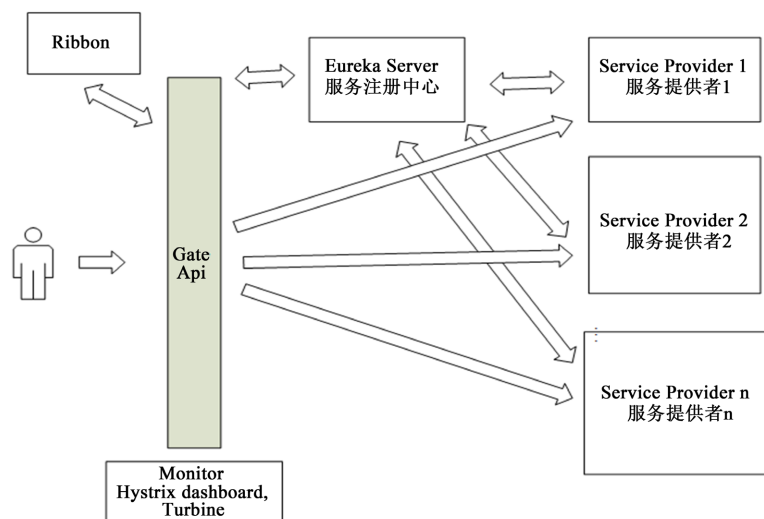 Ribbon
Eureka Server
服务注册中心
Service Provider 1
服务提供者1
Service Provider 2
服务提供者2
Gate
Api
Service Provider n
服务提供者n
Monitor
Hystrix dashboard,
Turbine